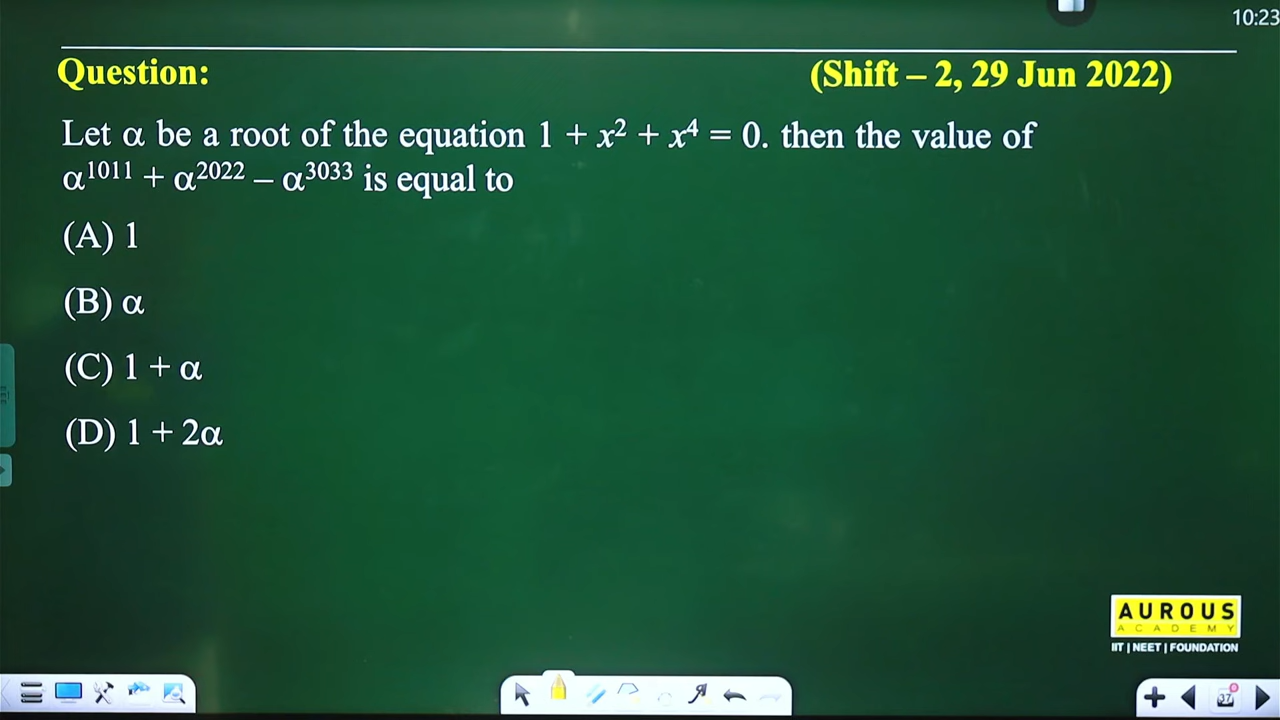 10:23
Question:
(Shift – 2, 29 Jun 2022)
Let α be a root of the equation 1 + x² + x⁴ = 0. then the value of
α¹⁰¹¹ + α²⁰²² – α³⁰³³ is equal to
(A) 1
(B) α
(C) 1 + α
(D) 1 + 2α
AUROUS
ACADEMY
IIT | NEET | FOUNDATION
37